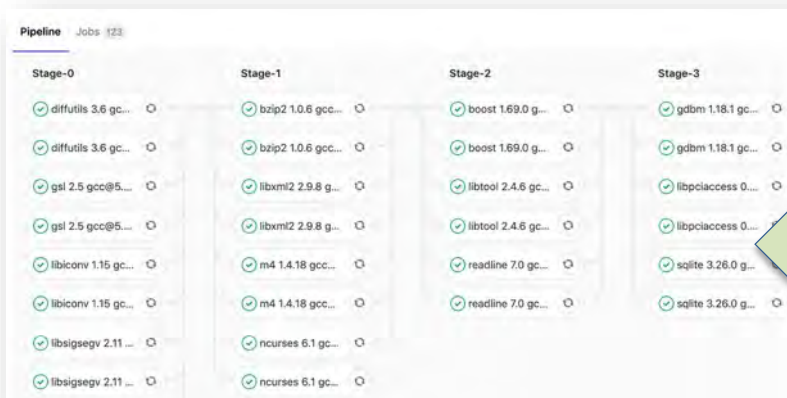 Pipeline Jobs 123
Stage-0 Stage-1 Stage-2 Stage-3
diffutils 3.6 gc... bzip2 1.0.6 gcc... boost 1.69.0 g... gdbm 1.18.1 gc...
diffutils 3.6 gc... bzip2 1.0.6 gcc... boost 1.69.0 g... gdbm 1.18.1 gc...
gsl 2.5 gcc@5.... libxml2 2.9.8 g... libtool 2.4.6 gc... libpciaccess 0....
gsl 2.5 gcc@5.... libxml2 2.9.8 g... libtool 2.4.6 gc... libpciaccess 0....
libiconv 1.15 gc... m4 1.4.18 gcc... readline 7.0 gc... sqlite 3.26.0 g...
libiconv 1.15 gc... m4 1.4.18 gcc... readline 7.0 gc... sqlite 3.26.0 g...
libsigsegv 2.11 ... ncurses 6.1 gc...
libsigsegv 2.11 ... ncurses 6.1 gc...